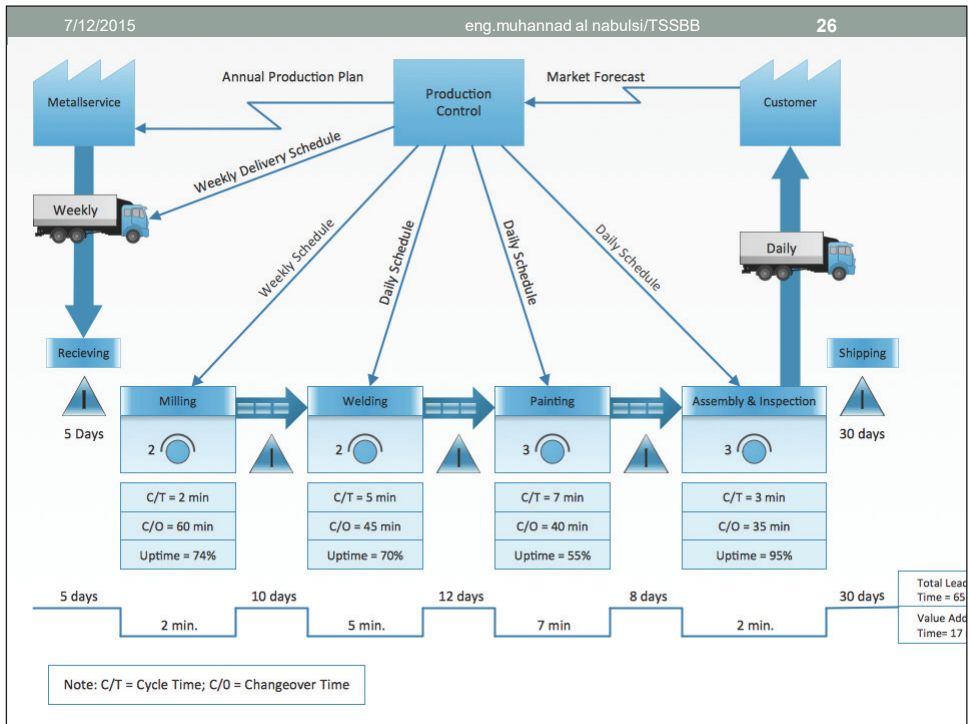 7/12/2015
eng.muhannad al nabulsi/TSSBB
26
Metallservice
Annual Production Plan
Production
Control
Market Forecast
Customer
Weekly Delivery Schedule
Weekly
Weekly Schedule
Daily Schedule
Daily Schedule
Daily Schedule
Daily
Recieving
Shipping
I
5 Days
I
30 days
Milling
Welding
Painting
Assembly & Inspection
2
I
2
I
3
I
3
C/T = 2 min
C/O = 60 min
Uptime = 74%
C/T = 5 min
C/O = 45 min
Uptime = 70%
C/T = 7 min
C/O = 40 min
Uptime = 55%
C/T = 3 min
C/O = 35 min
Uptime = 95%
5 days
10 days
12 days
8 days
30 days
2 min.
5 min.
7 min
2 min.
Total Lead
Time = 65
Value Add
Time= 17
Note: C/T = Cycle Time; C/0 = Changeover Time